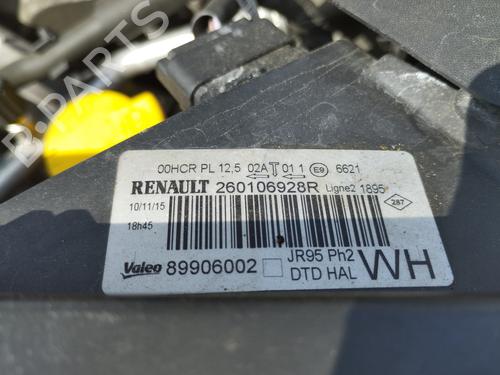 B-PARTS
00HCR PL 12,5 02A T 01 1 E9 6621
RENAULT 260106928R Ligne2 1895
10/11/15
287
18h45
Valeo 89906002 JR95 Ph2 WH
DTD HAL